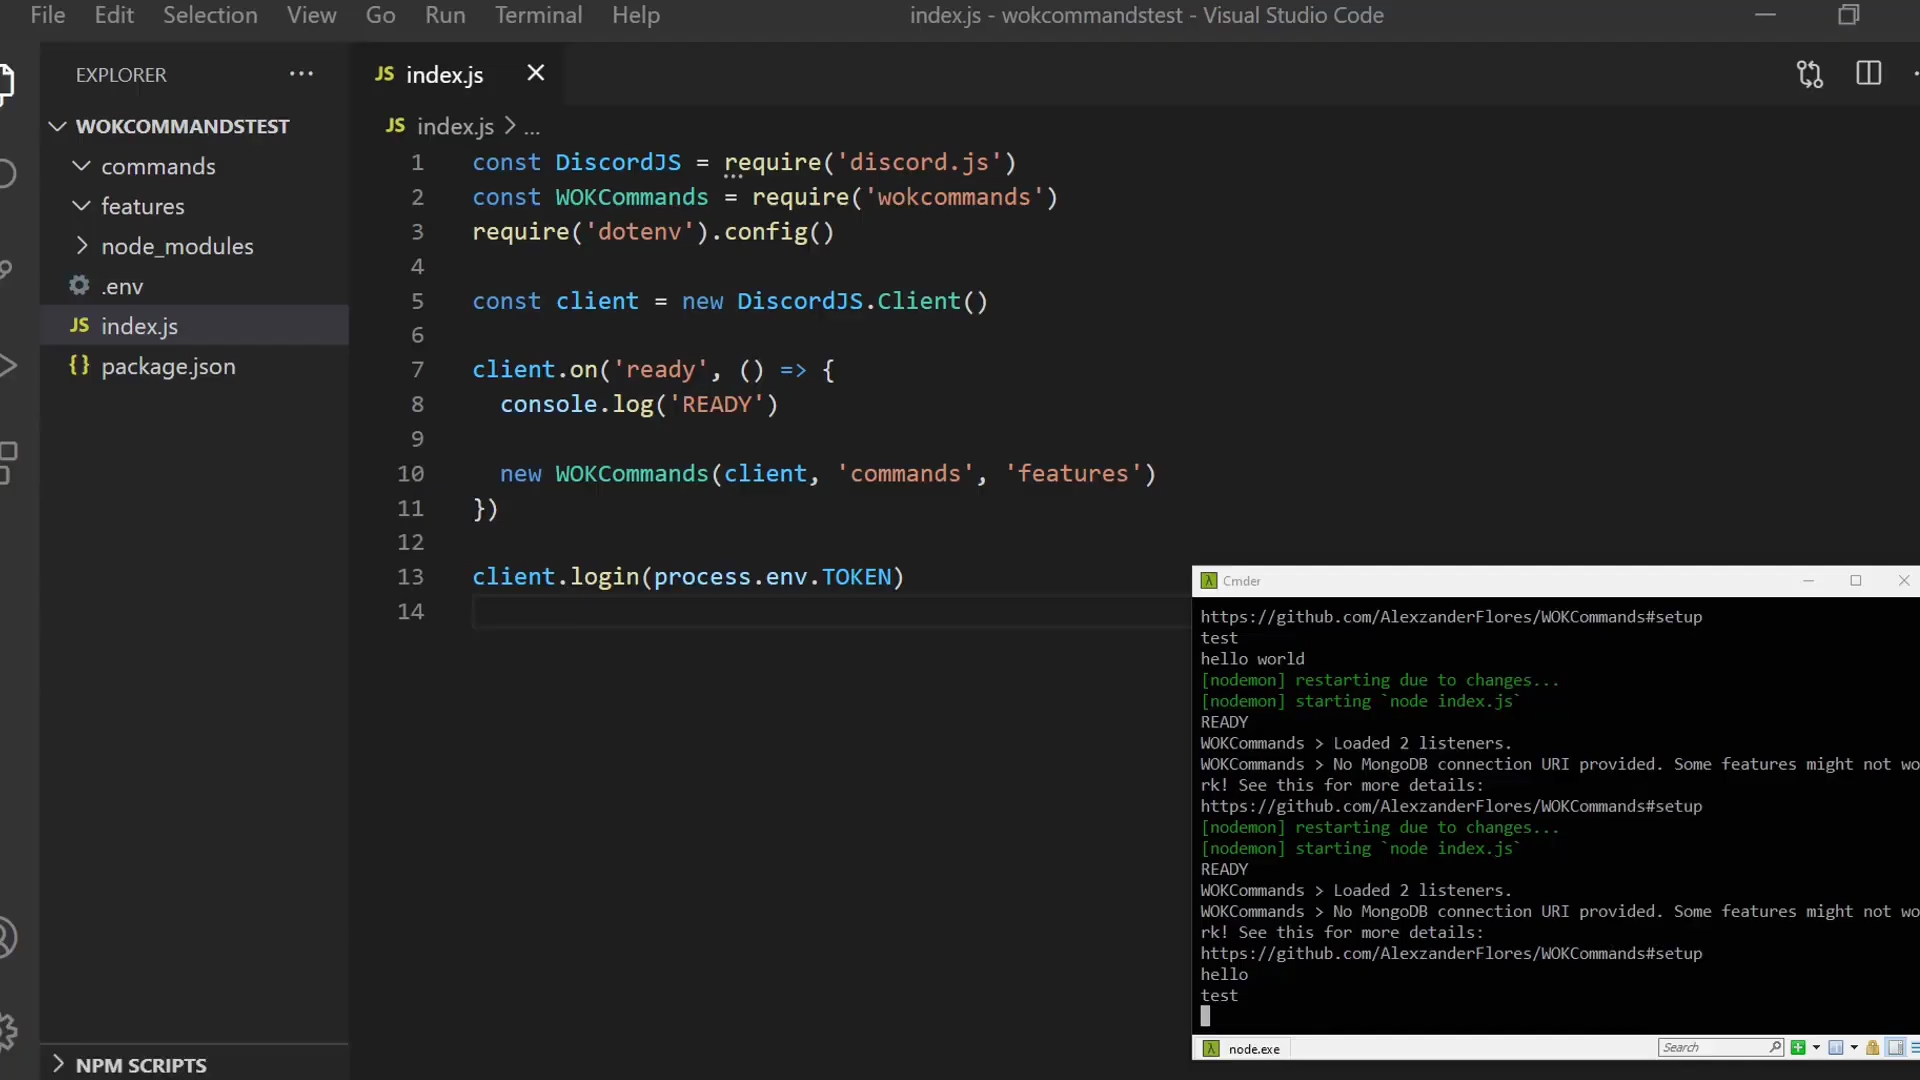 File Edit Selection View Go Run Terminal Help index.js - wokcommandstest - Visual Studio Code
EXPLORER ···
WOKCOMMANDSTEST
commands
features
node_modules
.env
JS index.js
{} package.json
NPM SCRIPTS
JS index.js
JS index.js > ...
1 const DiscordJS = require('discord.js')
2 const WOKCommands = require('wokcommands')
3 require('dotenv').config()
4
5 const client = new DiscordJS.Client()
6
7 client.on('ready', () => {
8 console.log('READY')
9
10 new WOKCommands(client, 'commands', 'features')
11 })
12
13 client.login(process.env.TOKEN)
14
λ Cmder
https://github.com/AlexzanderFlores/WOKCommands#setup
test
hello world
[nodemon] restarting due to changes...
[nodemon] starting `node index.js`
READY
WOKCommands > Loaded 2 listeners.
WOKCommands > No MongoDB connection URI provided. Some features might not wo
rk! See this for more details:
https://github.com/AlexzanderFlores/WOKCommands#setup
[nodemon] restarting due to changes...
[nodemon] starting `node index.js`
READY
WOKCommands > Loaded 2 listeners.
WOKCommands > No MongoDB connection URI provided. Some features might not wo
rk! See this for more details:
https://github.com/AlexzanderFlores/WOKCommands#setup
hello
test
λ node.exe Search